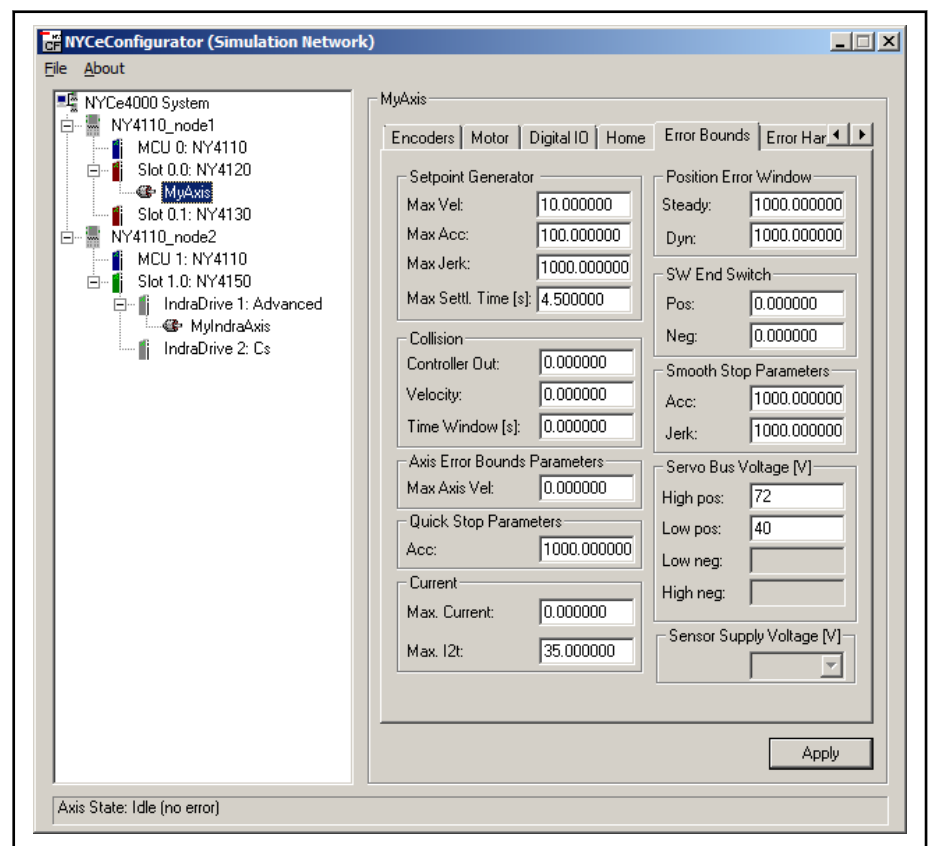 NYCeConfigurator (Simulation Network)
File About
NYCe4000 System
NY4110_node1
MCU 0: NY4110
Slot 0.0: NY4120
MyAxis
Slot 0.1: NY4130
NY4110_node2
MCU 1: NY4110
Slot 1.0: NY4150
IndraDrive 1: Advanced
MyIndraAxis
IndraDrive 2: Cs
MyAxis
Encoders Motor Digital IO Home Error Bounds Error Har
Setpoint Generator
Max Vel: 10.000000
Max Acc: 100.000000
Max Jerk: 1000.000000
Max Settl. Time [s]: 4.500000
Collision
Controller Out: 0.000000
Velocity: 0.000000
Time Window [s]: 0.000000
Axis Error Bounds Parameters
Max Axis Vel: 0.000000
Quick Stop Parameters
Acc: 1000.000000
Current
Max. Current: 0.000000
Max. I2t: 35.000000
Position Error Window
Steady: 1000.000000
Dyn: 1000.000000
SW End Switch
Pos: 0.000000
Neg: 0.000000
Smooth Stop Parameters
Acc: 1000.000000
Jerk: 1000.000000
Servo Bus Voltage [V]
High pos: 72
Low pos: 40
Low neg:
High neg:
Sensor Supply Voltage [V]
Apply
Axis State: Idle (no error)